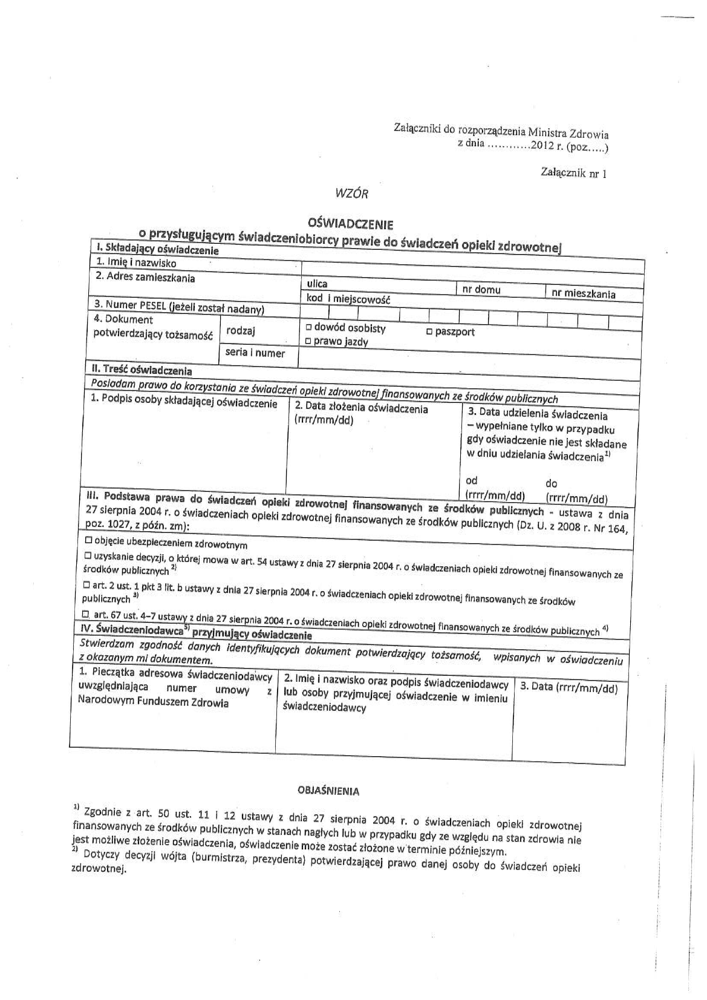 Załączniki do rozporządzenia Ministra Zdrowia
z dnia ............2012 r. (poz.....)
Załącznik nr 1
WZÓR
OŚWIADCZENIE
o przysługującym świadczeniobiorcy prawie do świadczeń opieki zdrowotnej
I. Składający oświadczenie
1. Imię i nazwisko
2. Adres zamieszkania
ulica
nr domu
nr mieszkania
kod i miejscowość
3. Numer PESEL (jeżeli został nadany)
4. Dokument
potwierdzający tożsamość
rodzaj
□ dowód osobisty
□ paszport
□ prawo jazdy
seria i numer
II. Treść oświadczenia
Posiadam prawo do korzystania ze świadczeń opieki zdrowotnej finansowanych ze środków publicznych
1. Podpis osoby składającej oświadczenie
2. Data złożenia oświadczenia
(rrrr/mm/dd)
3. Data udzielenia świadczenia
– wypełniane tylko w przypadku
gdy oświadczenie nie jest składane
w dniu udzielania świadczenia1)
od do
(rrrr/mm/dd) (rrrr/mm/dd)
III. Podstawa prawa do świadczeń opieki zdrowotnej finansowanych ze środków publicznych - ustawa z dnia
27 sierpnia 2004 r. o świadczeniach opieki zdrowotnej finansowanych ze środków publicznych (Dz. U. z 2008 r. Nr 164,
poz. 1027, z późn. zm):
□ objęcie ubezpieczeniem zdrowotnym
□ uzyskanie decyzji, o której mowa w art. 54 ustawy z dnia 27 sierpnia 2004 r. o świadczeniach opieki zdrowotnej finansowanych ze
środków publicznych 2)
□ art. 2 ust. 1 pkt 3 lit. b ustawy z dnia 27 sierpnia 2004 r. o świadczeniach opieki zdrowotnej finansowanych ze środków
publicznych 3)
□ art. 67 ust. 4–7 ustawy z dnia 27 sierpnia 2004 r. o świadczeniach opieki zdrowotnej finansowanych ze środków publicznych 4)
IV. Świadczeniodawca5) przyjmujący oświadczenie
Stwierdzam zgodność danych identyfikujących dokument potwierdzający tożsamość, wpisanych w oświadczeniu
z okazanym mi dokumentem.
1. Pieczątka adresowa świadczeniodawcy
uwzględniająca numer umowy z
Narodowym Funduszem Zdrowia
2. Imię i nazwisko oraz podpis świadczeniodawcy
lub osoby przyjmującej oświadczenie w imieniu
świadczeniodawcy
3. Data (rrrr/mm/dd)
OBJAŚNIENIA
1) Zgodnie z art. 50 ust. 11 i 12 ustawy z dnia 27 sierpnia 2004 r. o świadczeniach opieki zdrowotnej
finansowanych ze środków publicznych w stanach nagłych lub w przypadku gdy ze względu na stan zdrowia nie
jest możliwe złożenie oświadczenia, oświadczenie może zostać złożone w terminie późniejszym.
2) Dotyczy decyzji wójta (burmistrza, prezydenta) potwierdzającej prawo danej osoby do świadczeń opieki
zdrowotnej.